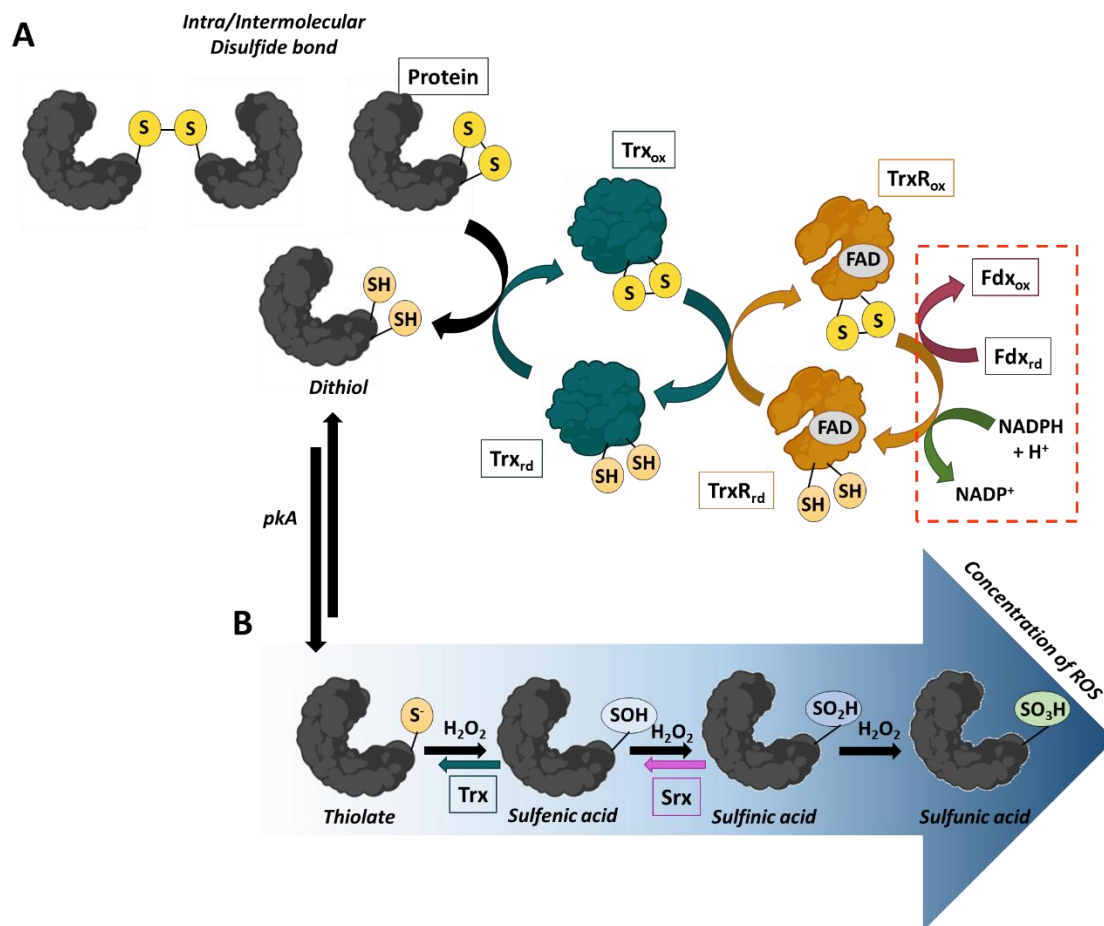 A
Intra/Intermolecular
Disulfide bond
Protein
S
S
S
S
SH
SH
Dithiol
Trxox
S
S
Trxrd
SH
SH
TrxRox
FAD
S
S
TrxRrd
FAD
SH
SH
Fdxox
Fdxrd
NADPH
+ H+
NADP+
pkA
B
Concentration of ROS
S-
H2O2
Trx
SOH
H2O2
Srx
SO2H
H2O2
SO3H
Thiolate
Sulfenic acid
Sulfinic acid
Sulfunic acid